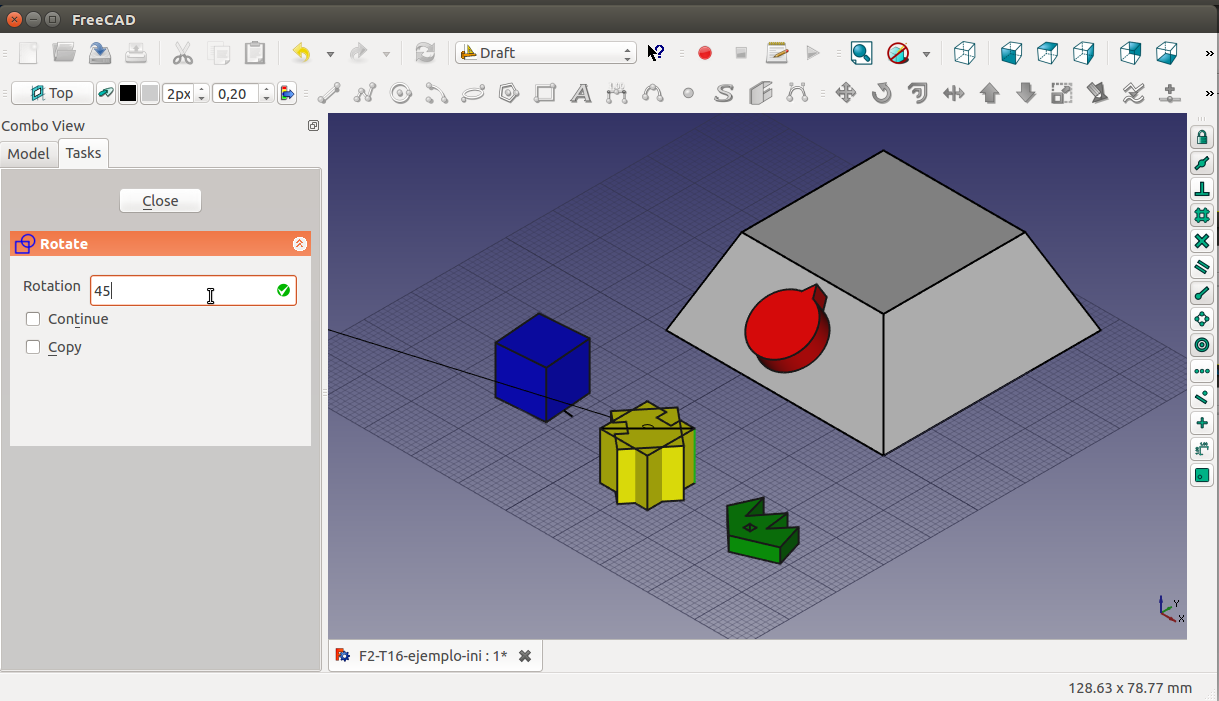 FreeCAD
Draft
Top
2px
0,20
Combo View
Model
Tasks
Close
Rotate
Rotation
45
Continue
Copy
Y
X
F2-T16-ejemplo-ini : 1*
128.63 x 78.77 mm